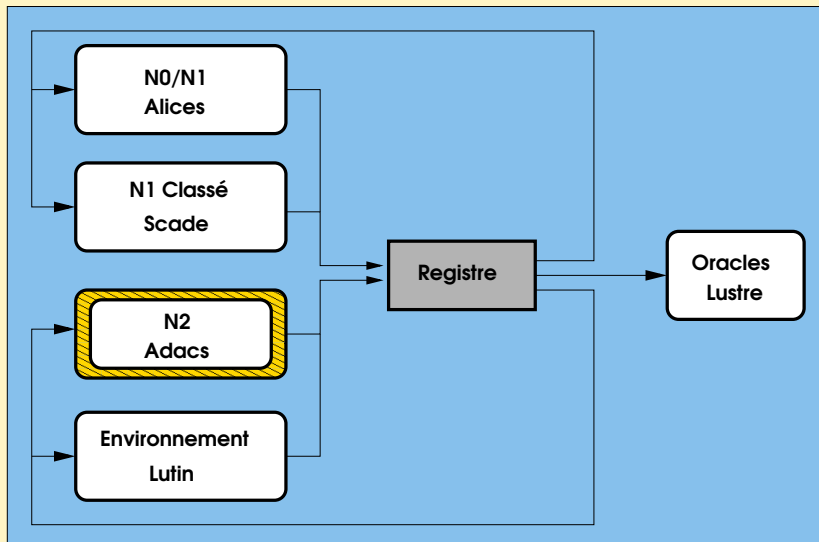 N0/N1
Alices
N1 Classé
Scade
Registre
Oracles
Lustre
N2
Adacs
Environnement
Lutin